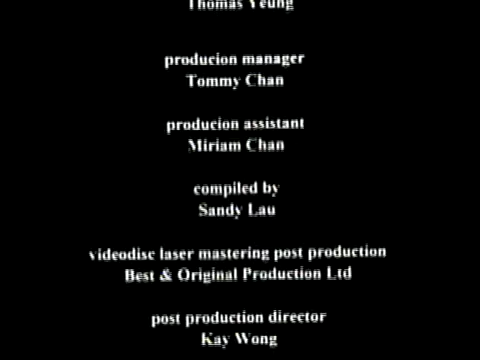 Thomas Yeung
producion manager
Tommy Chan
producion assistant
Miriam Chan
compiled by
Sandy Lau
videodisc laser mastering post production
Best & Original Production Ltd
post production director
Kay Wong